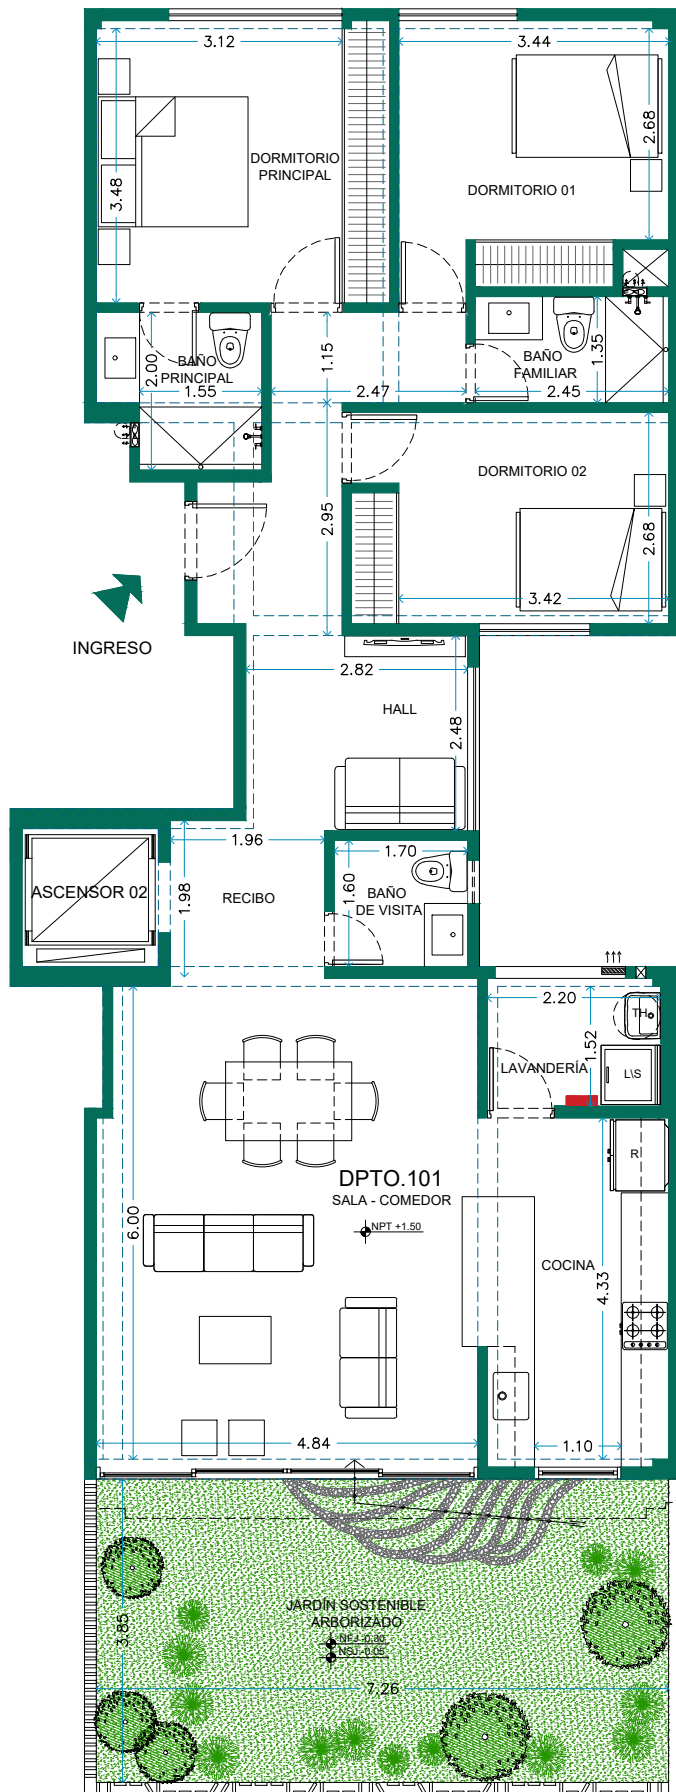 3.12
3.44
DORMITORIO
PRINCIPAL
3.48
2.68
DORMITORIO 01
BAÑO
PRINCIPAL
2.00
1.55
1.15
2.47
BAÑO
FAMILIAR
1.35
2.45
DORMITORIO 02
2.95
2.68
3.42
INGRESO
2.82
HALL
2.48
1.96
1.70
ASCENSOR 02
1.98
RECIBO
1.60
BAÑO
DE VISITA
2.20
TH
1.52
LAVANDERÍA
L\S
R
DPTO.101
SALA - COMEDOR
NPT +1.50
6.00
COCINA
4.33
4.84
1.10
JARDÍN SOSTENIBLE
ARBORIZADO
3.85
7.26